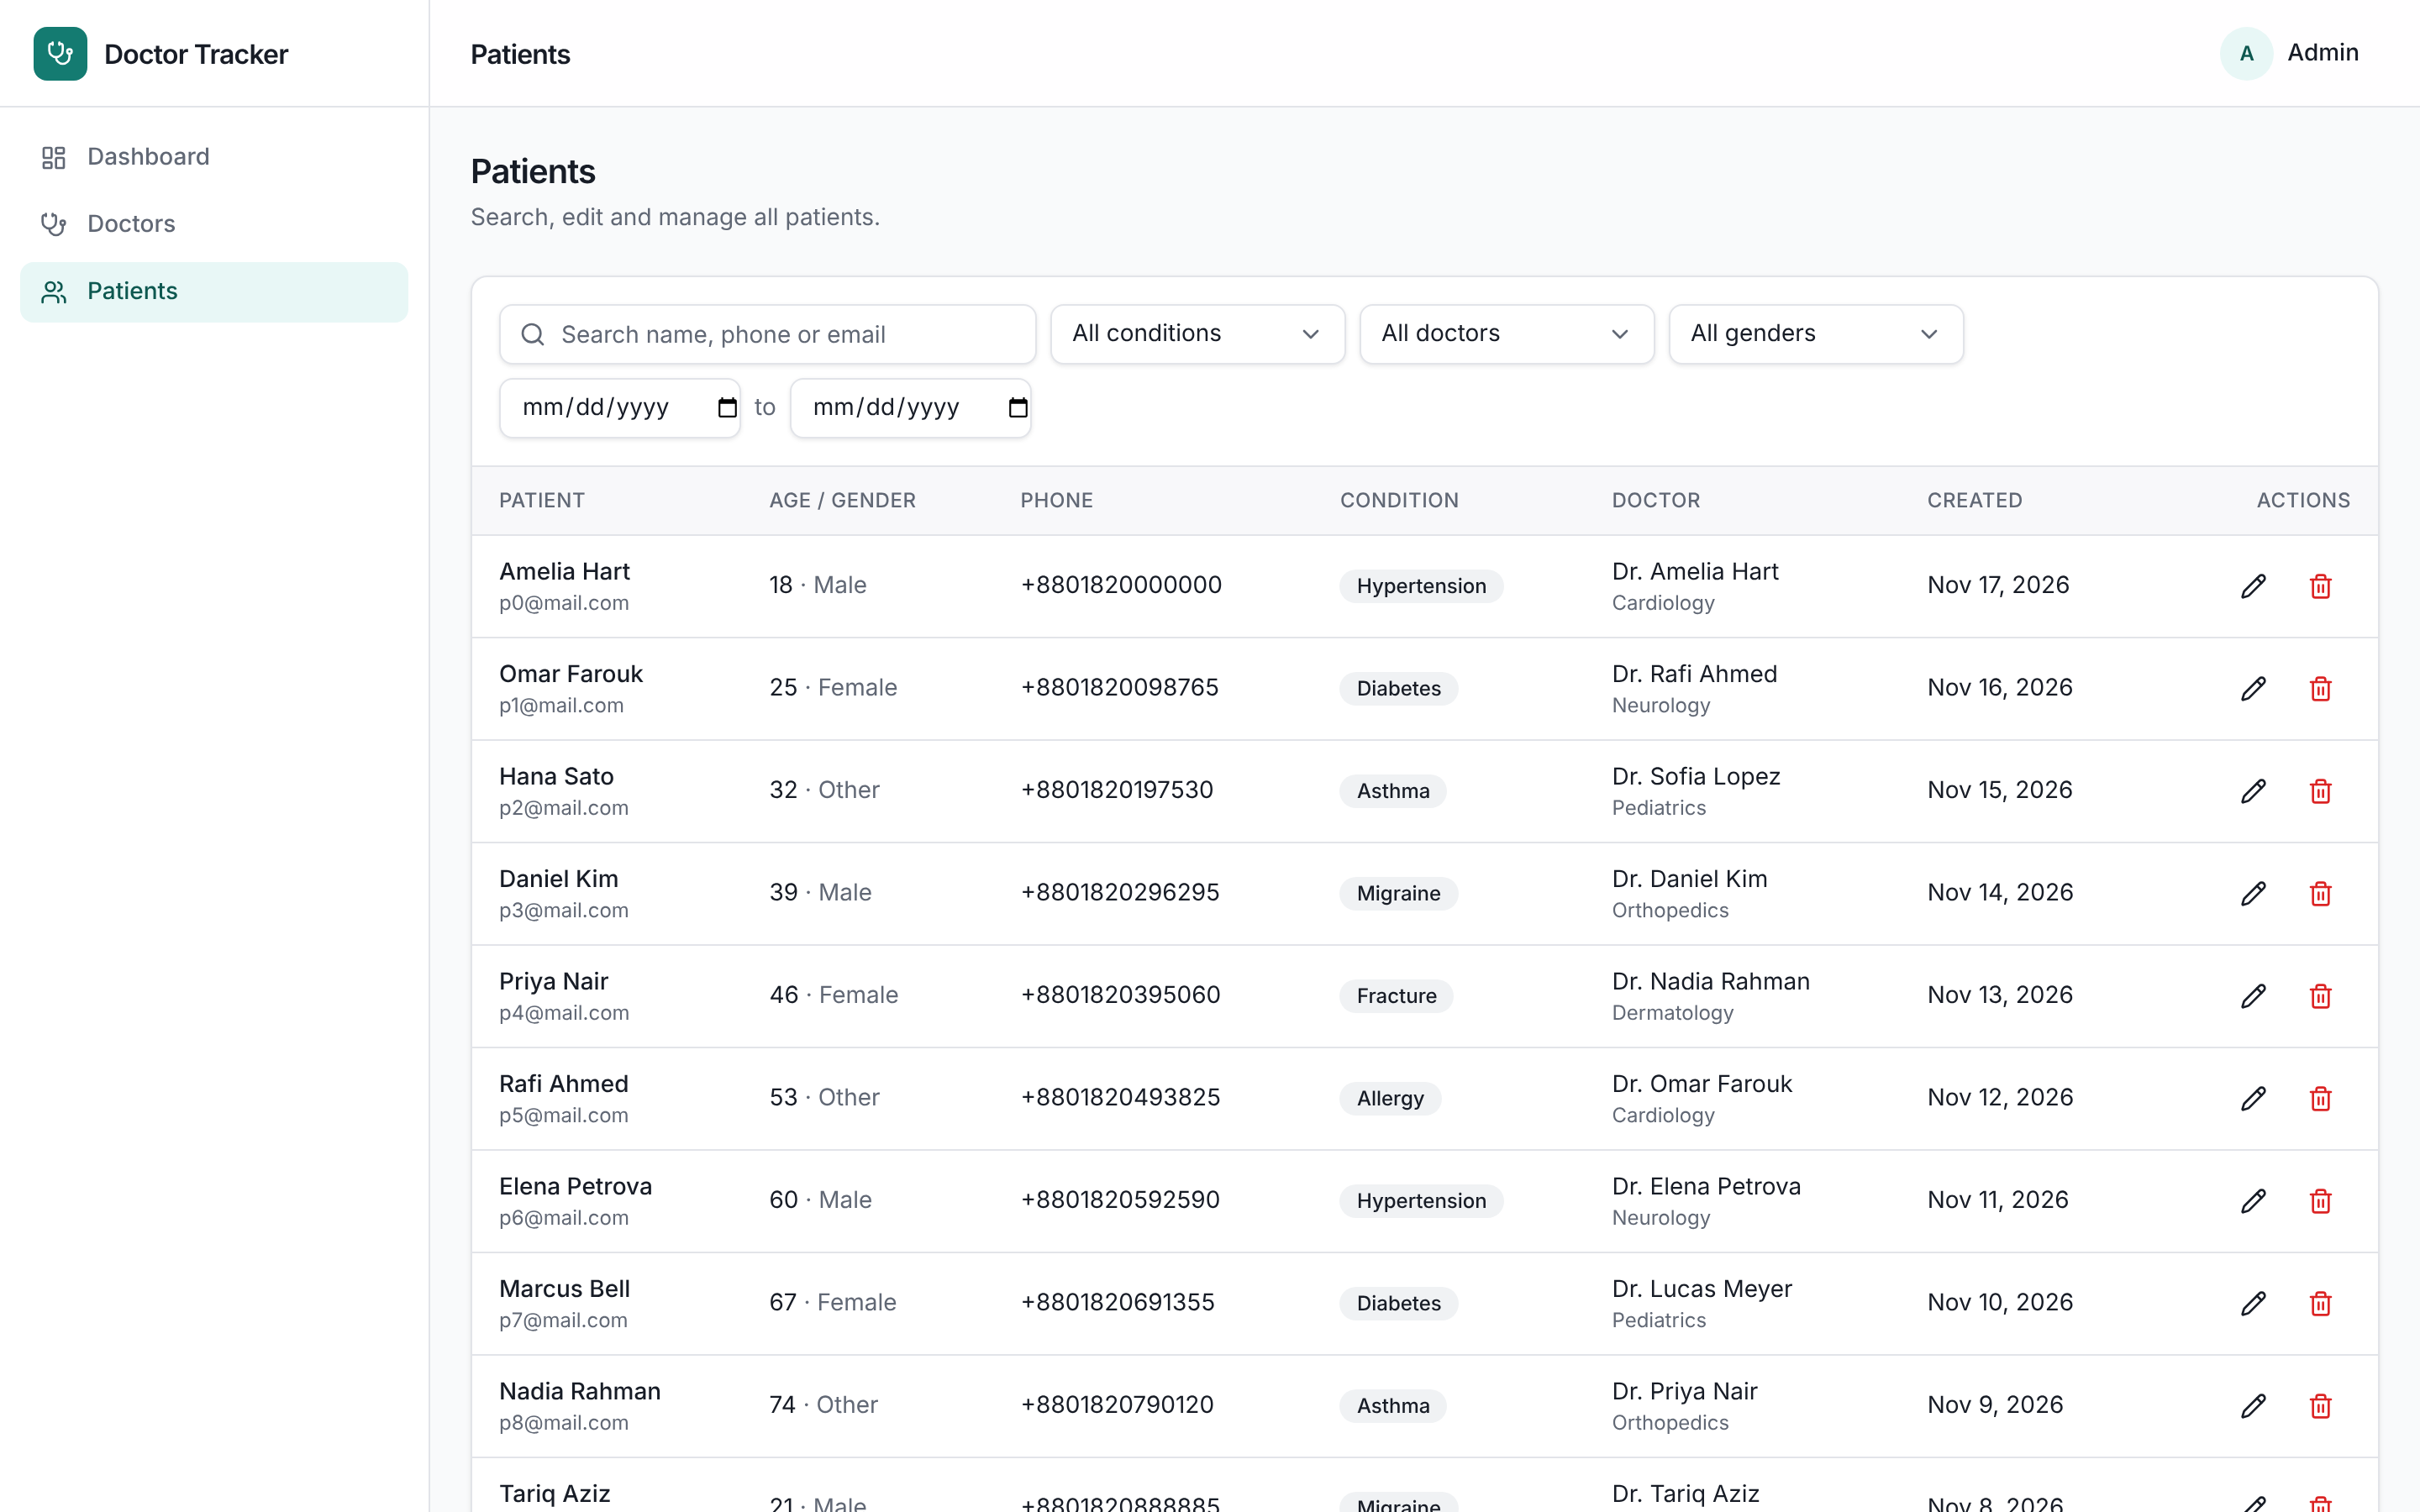 Doctor Tracker
Patients
A Admin
Dashboard
Doctors
Patients
Patients
Search, edit and manage all patients.
Search name, phone or email
All conditions
All doctors
All genders
mm/dd/yyyy to mm/dd/yyyy
PATIENT AGE / GENDER PHONE CONDITION DOCTOR CREATED ACTIONS
Amelia Hart 18 · Male +8801820000000 Hypertension Dr. Amelia Hart Nov 17, 2026
p0@mail.com Cardiology
Omar Farouk 25 · Female +8801820098765 Diabetes Dr. Rafi Ahmed Nov 16, 2026
p1@mail.com Neurology
Hana Sato 32 · Other +8801820197530 Asthma Dr. Sofia Lopez Nov 15, 2026
p2@mail.com Pediatrics
Daniel Kim 39 · Male +8801820296295 Migraine Dr. Daniel Kim Nov 14, 2026
p3@mail.com Orthopedics
Priya Nair 46 · Female +8801820395060 Fracture Dr. Nadia Rahman Nov 13, 2026
p4@mail.com Dermatology
Rafi Ahmed 53 · Other +8801820493825 Allergy Dr. Omar Farouk Nov 12, 2026
p5@mail.com Cardiology
Elena Petrova 60 · Male +8801820592590 Hypertension Dr. Elena Petrova Nov 11, 2026
p6@mail.com Neurology
Marcus Bell 67 · Female +8801820691355 Diabetes Dr. Lucas Meyer Nov 10, 2026
p7@mail.com Pediatrics
Nadia Rahman 74 · Other +8801820790120 Asthma Dr. Priya Nair Nov 9, 2026
p8@mail.com Orthopedics
Tariq Aziz 21 · Male +8801820888885 Migraine Dr. Tariq Aziz Nov 8, 2026